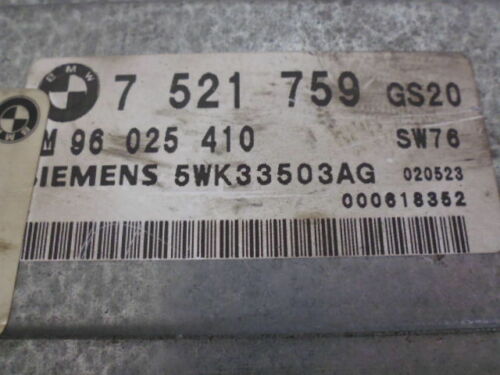 BMW 7 521 759 GS20
M 96 025 410 SW76
SIEMENS 5WK33503AG 020523
000618352